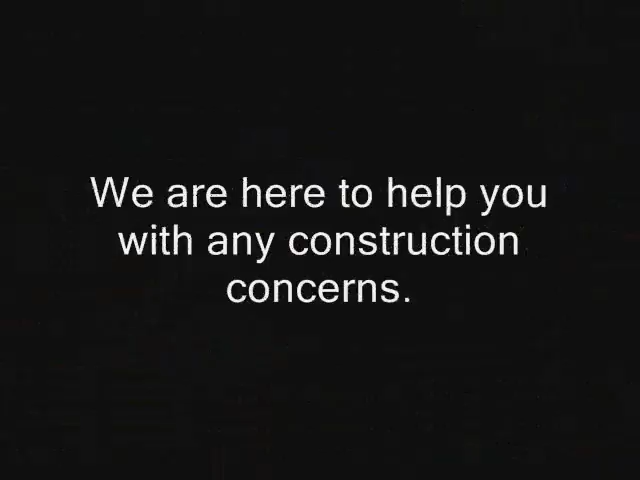 We are here to help you
with any construction
concerns.